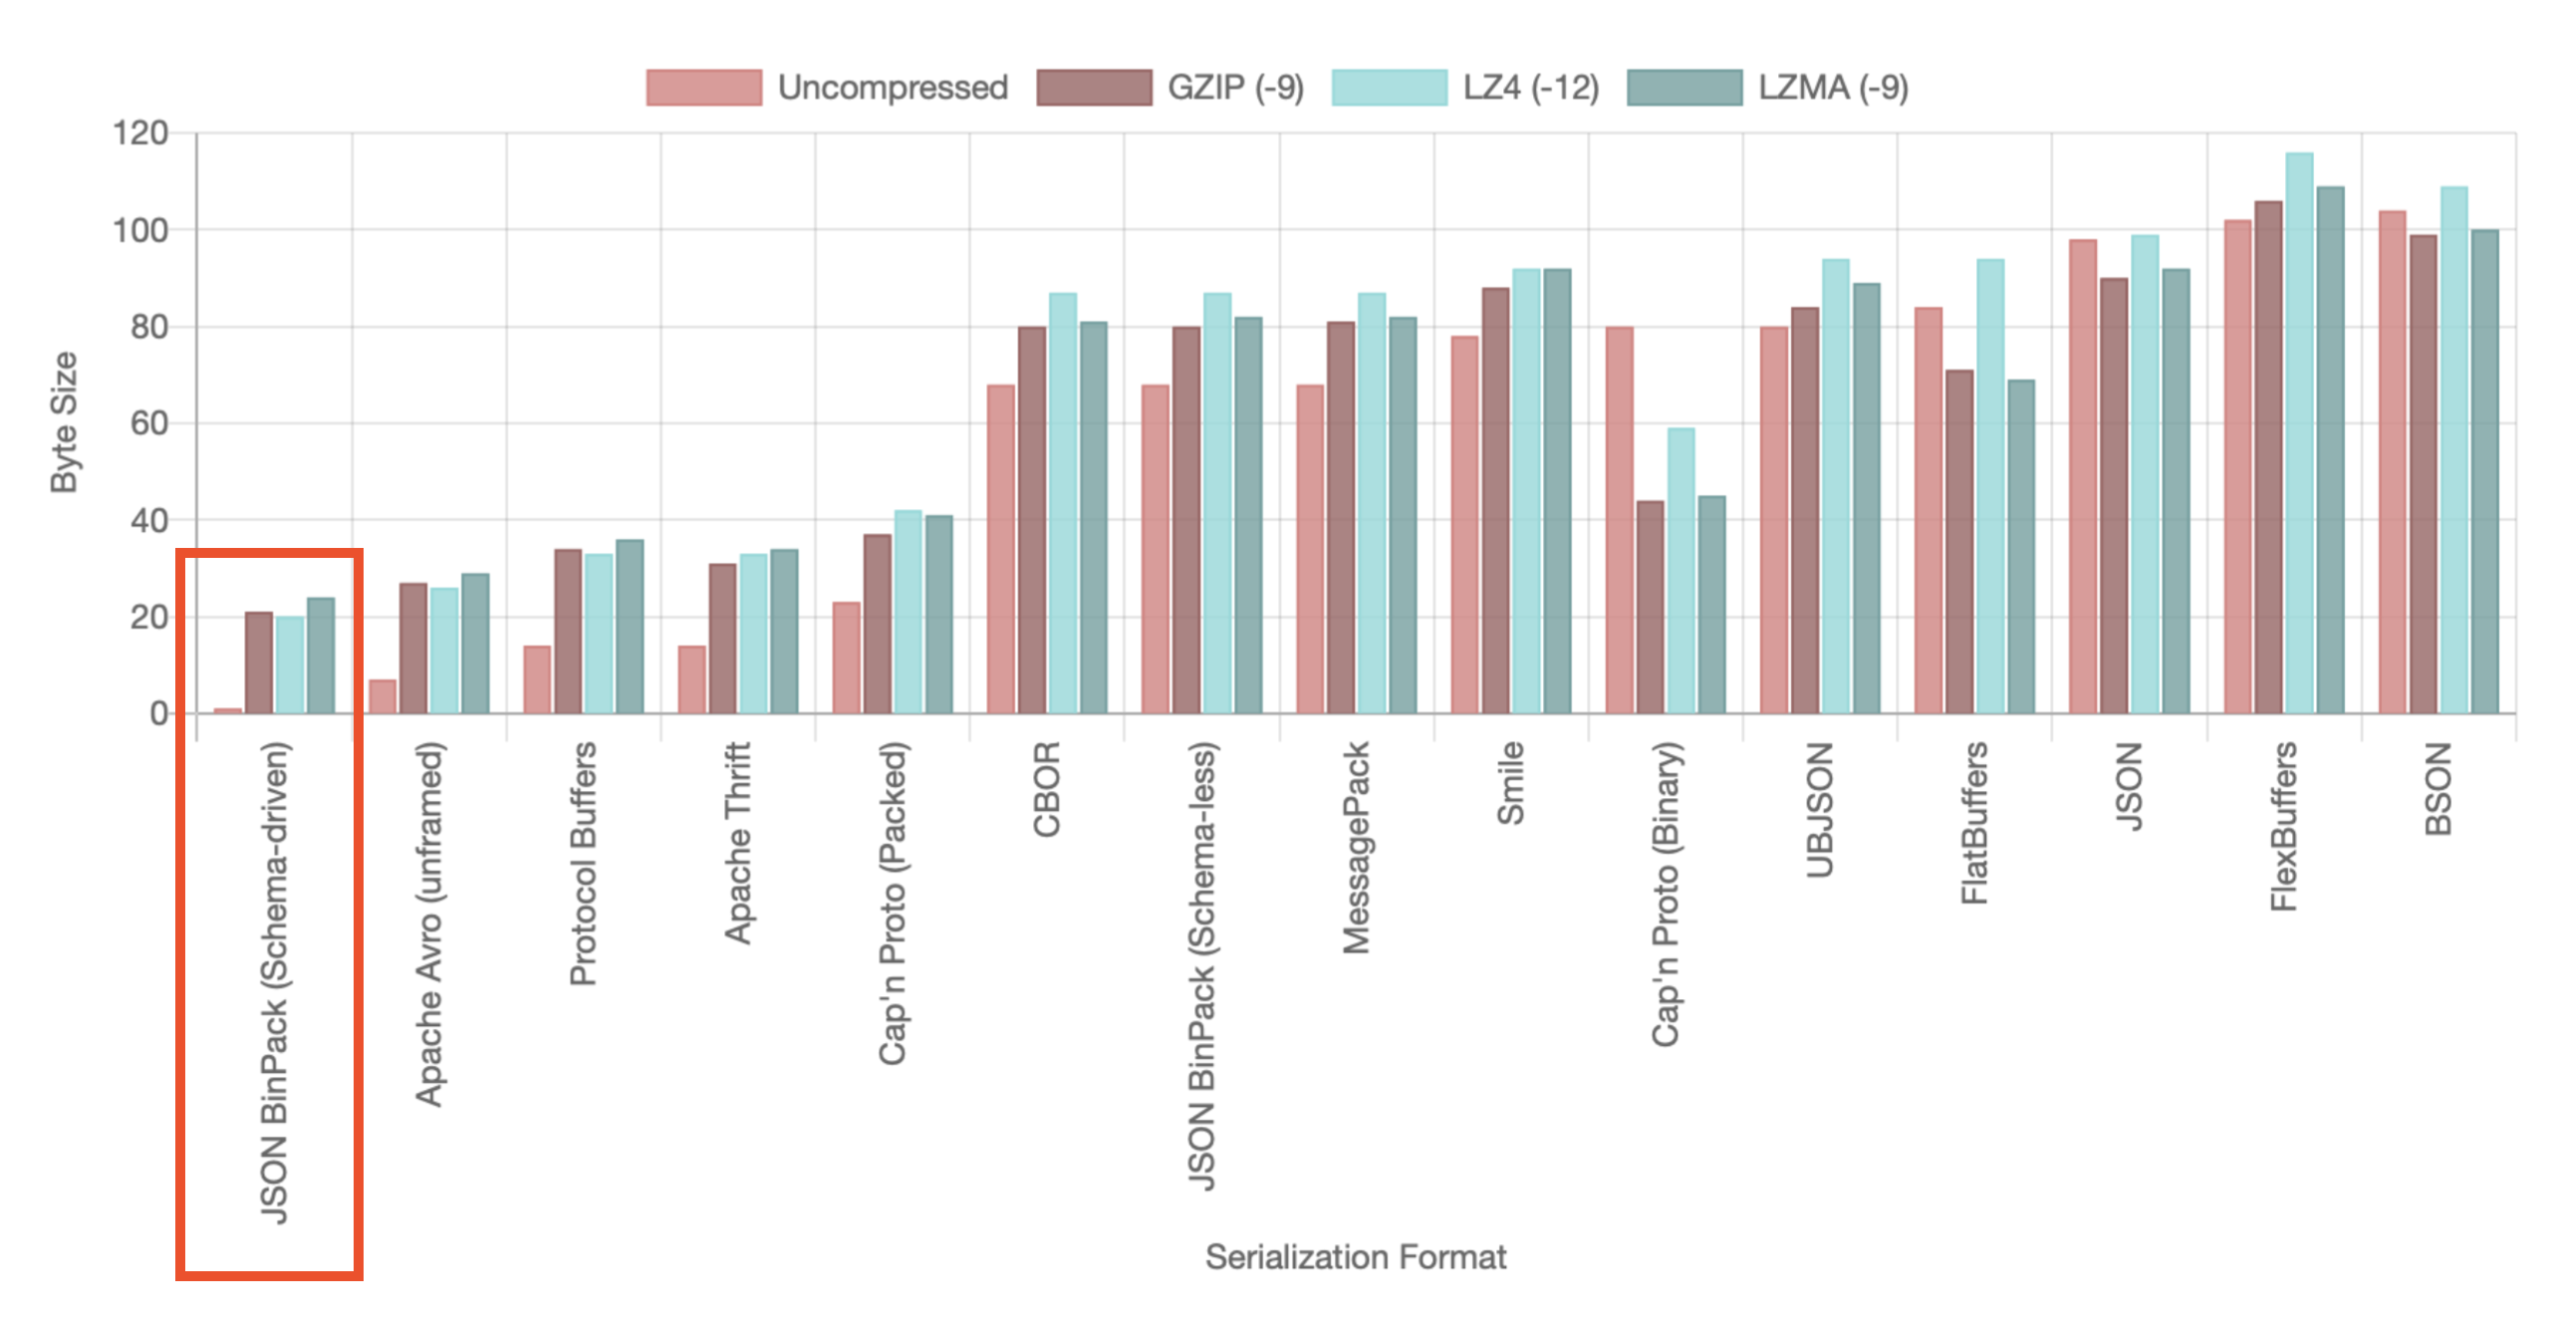 Uncompressed GZIP (-9) LZ4 (-12) LZMA (-9)
120
100
80
60
40
20
0
Byte Size
JSON BinPack (Schema-driven)
Apache Avro (unframed)
Protocol Buffers
Apache Thrift
Cap'n Proto (Packed)
CBOR
JSON BinPack (Schema-less)
MessagePack
Smile
Cap'n Proto (Binary)
UBJSON
FlatBuffers
JSON
FlexBuffers
BSON
Serialization Format